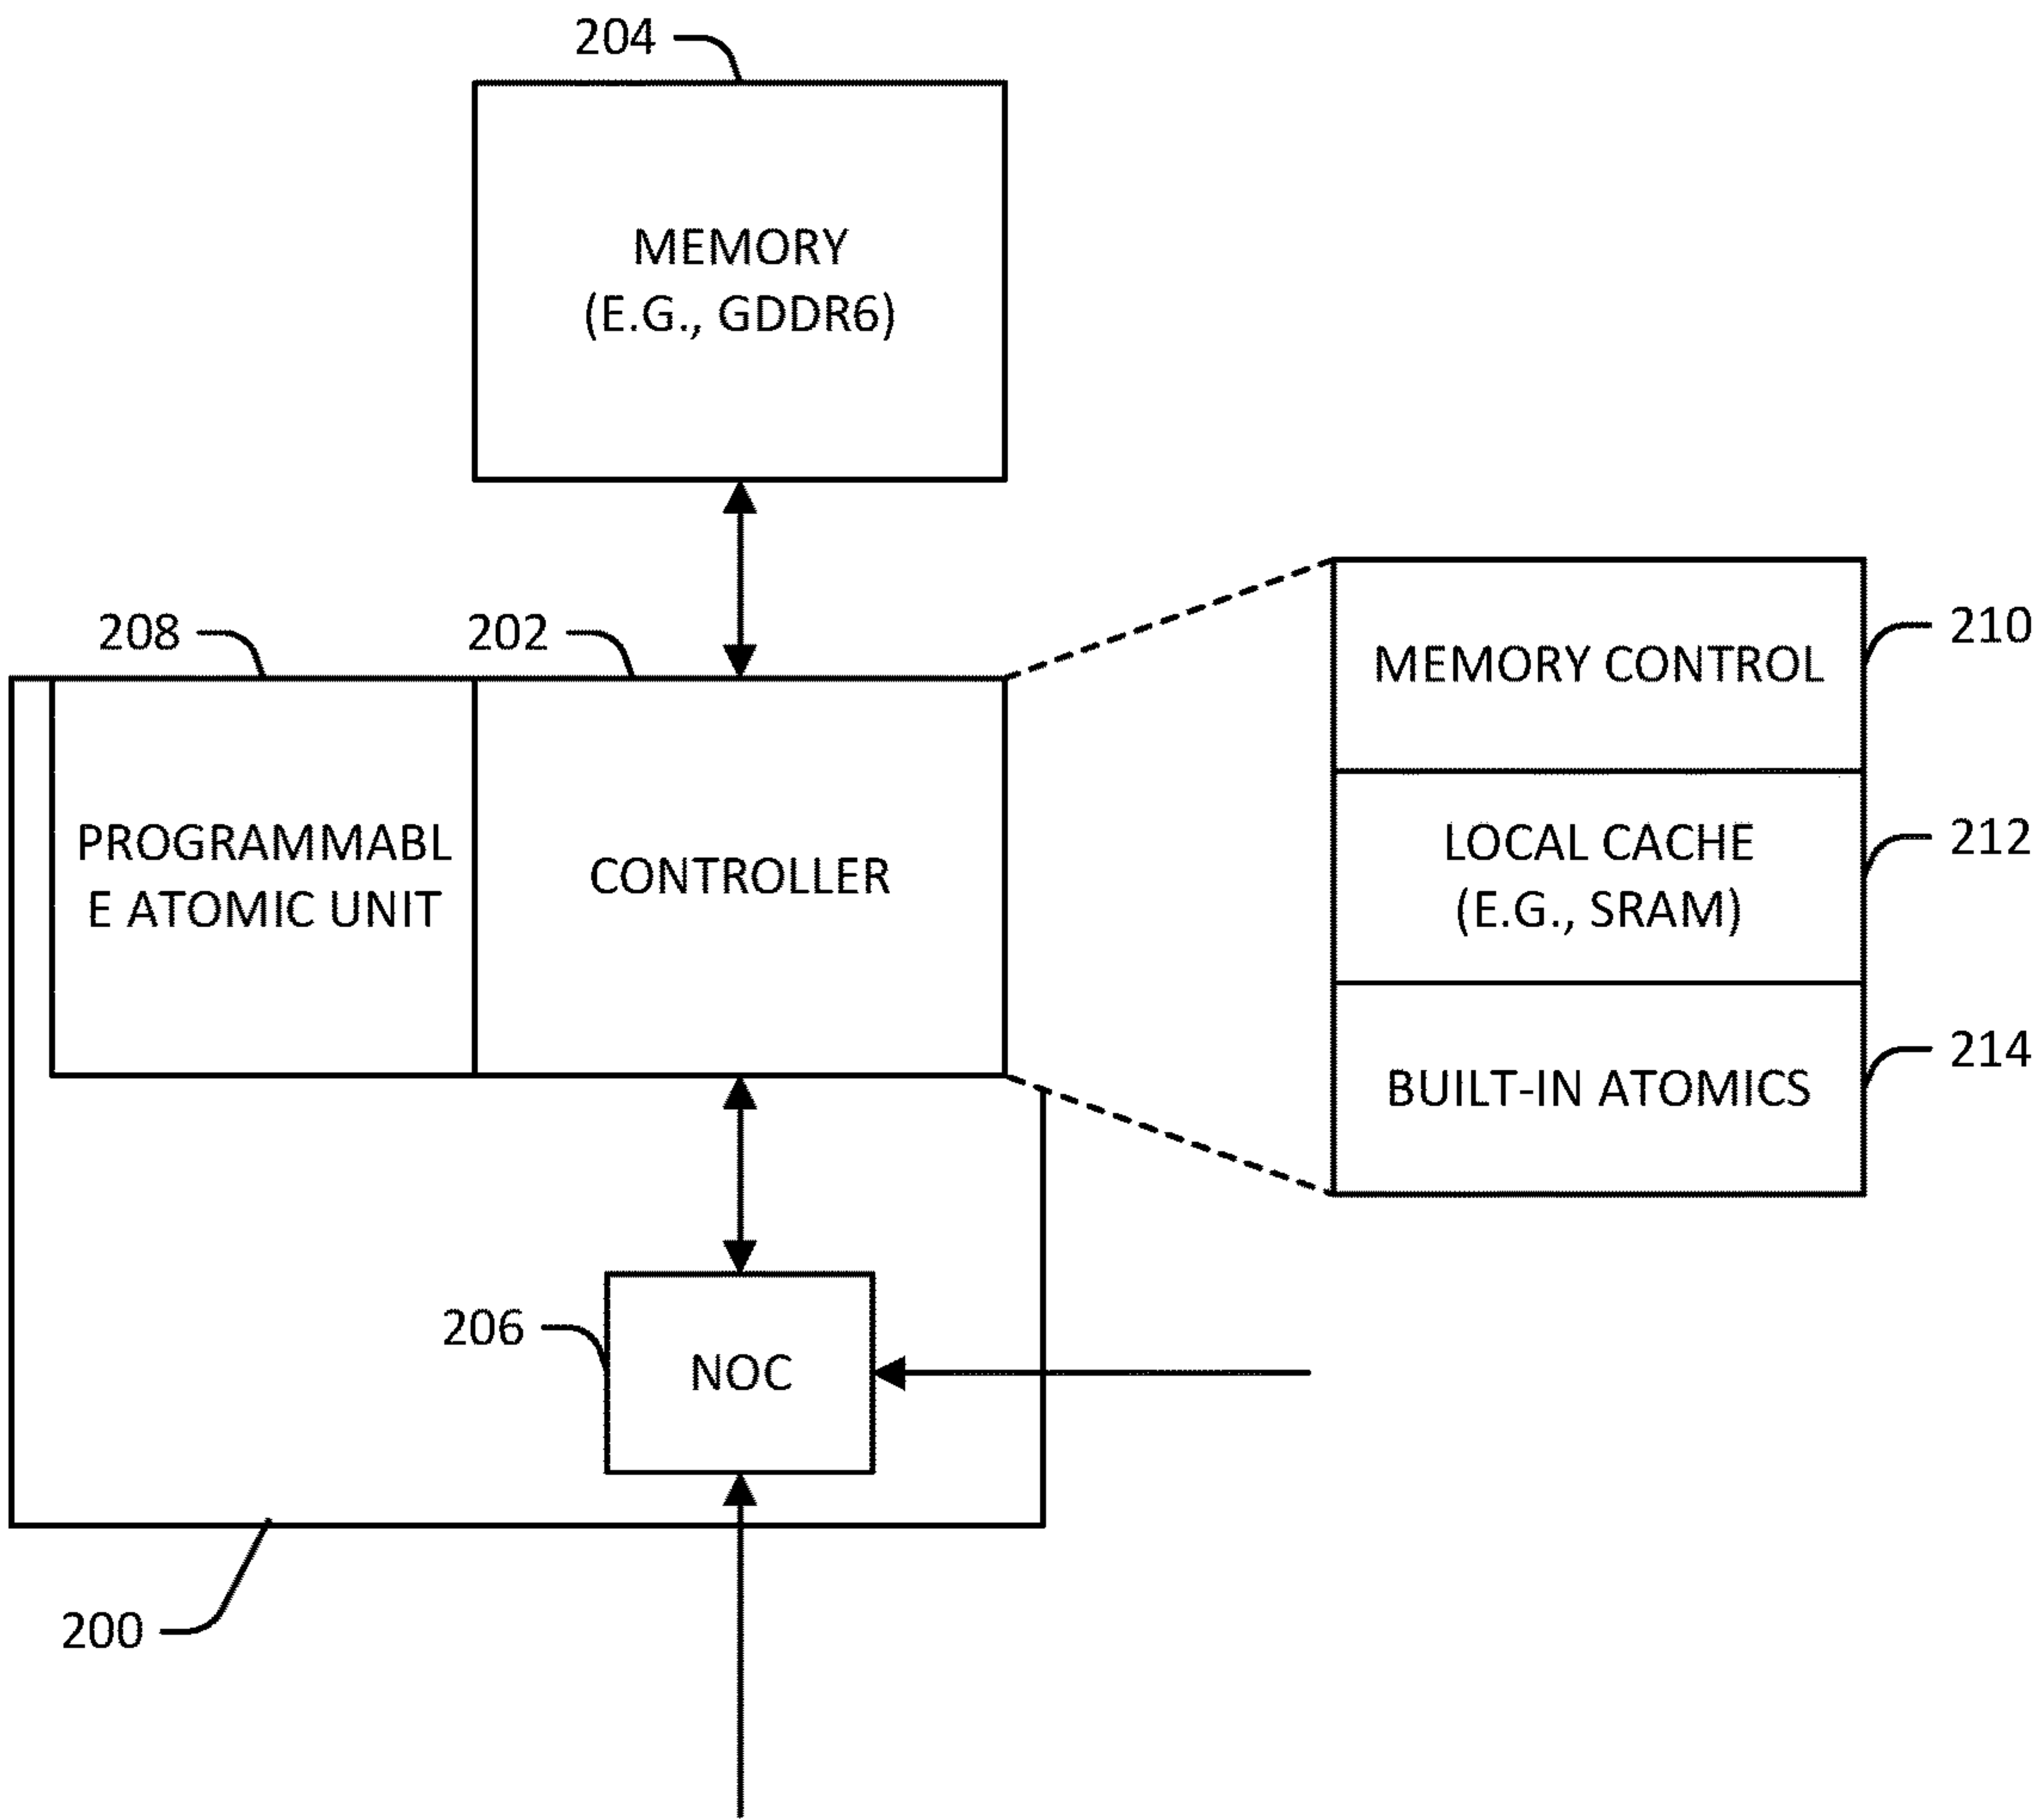 204
MEMORY
(E.G., GDDR6)
208
202
210
MEMORY CONTROL
PROGRAMMABL
E ATOMIC UNIT
CONTROLLER
LOCAL CACHE
(E.G., SRAM)
212
BUILT-IN ATOMICS
214
206
NOC
200